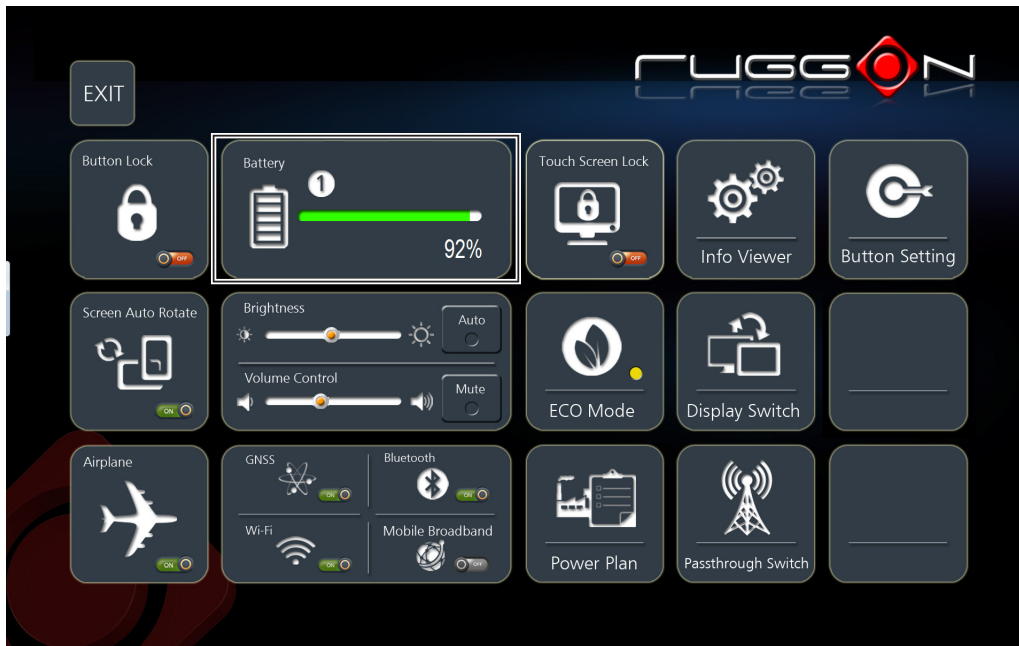 RUGGON
EXIT
Button Lock
OFF
Battery
1
92%
Touch Screen Lock
OFF
Info Viewer
Button Setting
Screen Auto Rotate
ON
Brightness
Auto
Volume Control
Mute
ECO Mode
Display Switch
Airplane
ON
GNSS
ON
Bluetooth
ON
Wi-Fi
ON
Mobile Broadband
OFF
Power Plan
Passthrough Switch